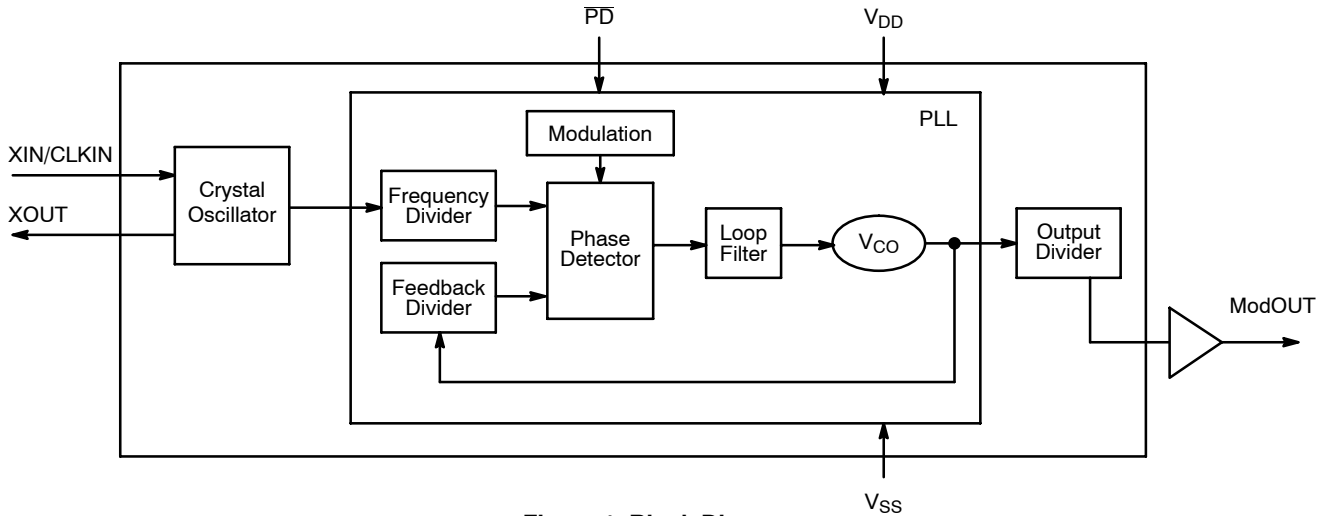 PD
VDD
PLL
Modulation
XIN/CLKIN
Crystal
Oscillator
XOUT
Frequency
Divider
Phase
Detector
Loop
Filter
VCO
Output
Divider
Feedback
Divider
ModOUT
VSS